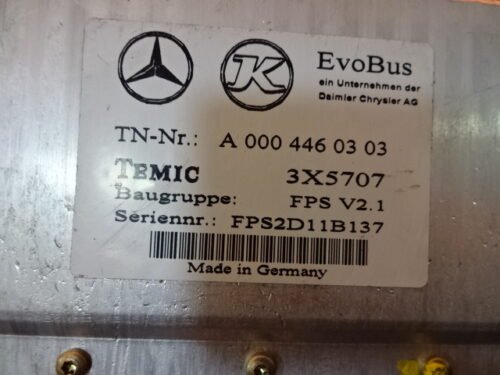 K
EvoBus
ein Unternehmen der
Daimler Chrysler AG
TN-Nr.: A 000 446 03 03
TEMIC 3X5707
Baugruppe: FPS V2.1
Seriennr.: FPS2D11B137
Made in Germany